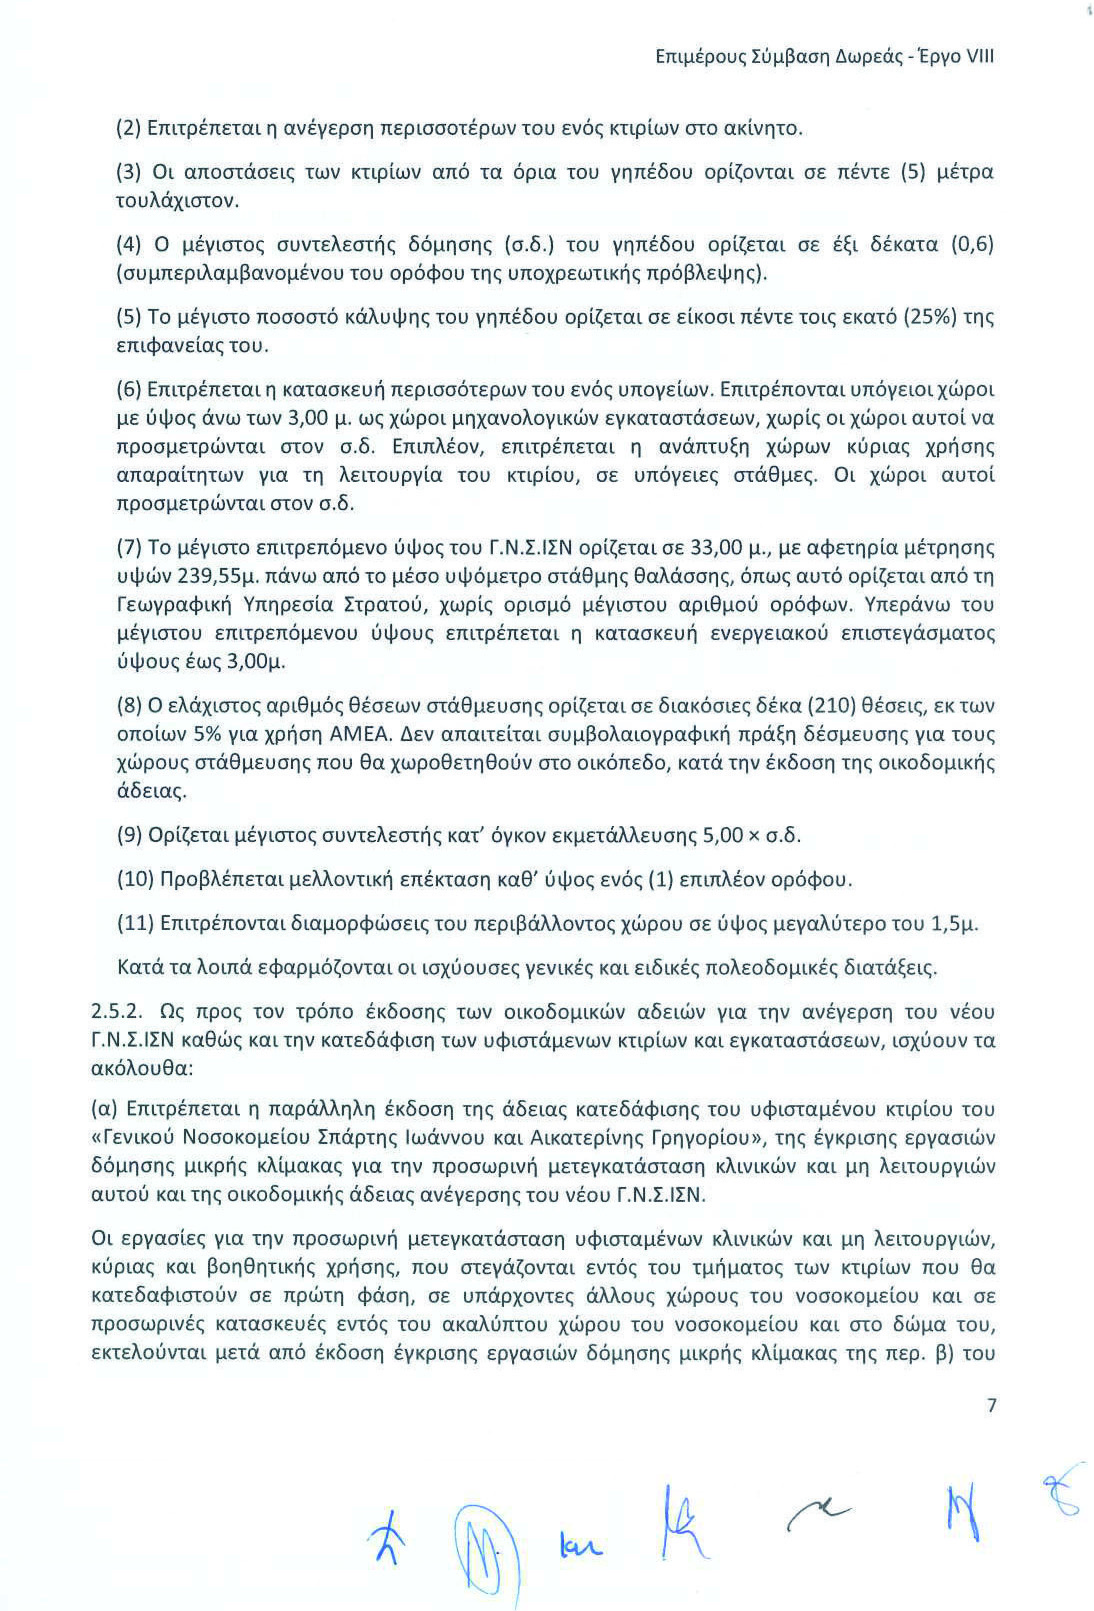 Επιμέρους Σύμβαση Δωρεάς - Έργο VIII
(2) Επιτρέπεται η ανέγερση περισσοτέρων του ενός κτιρίων στο ακίνητο.
(3) Οι αποστάσεις των κτιρίων από τα όρια του γηπέδου ορίζονται σε πέντε (5) μέτρα
τουλάχιστον.
(4) Ο μέγιστος συντελεστής δόμησης (σ.δ.) του γηπέδου ορίζεται σε έξι δέκατα (0,6)
(συμπεριλαμβανομένου του ορόφου της υποχρεωτικής πρόβλεψης).
(5) Το μέγιστο ποσοστό κάλυψης του γηπέδου ορίζεται σε είκοσι πέντε τοις εκατό (25%) της
επιφανείας του.
(6) Επιτρέπεται η κατασκευή περισσότερων του ενός υπογείων. Επιτρέπονται υπόγειοι χώροι
με ύψος άνω των 3,00 μ. ως χώροι μηχανολογικών εγκαταστάσεων, χωρίς οι χώροι αυτοί να
προσμετρώνται στον σ.δ. Επιπλέον, επιτρέπεται η ανάπτυξη χώρων κύριας χρήσης
απαραίτητων για τη λειτουργία του κτιρίου, σε υπόγειες στάθμες. Οι χώροι αυτοί
προσμετρώνται στον σ.δ.
(7) Το μέγιστο επιτρεπόμενο ύψος του Γ.Ν.Σ.ΙΣΝ ορίζεται σε 33,00 μ., με αφετηρία μέτρησης
υψών 239,55μ. πάνω από το μέσο υψόμετρο στάθμης θαλάσσης, όπως αυτό ορίζεται από τη
Γεωγραφική Υπηρεσία Στρατού, χωρίς ορισμό μέγιστου αριθμού ορόφων. Υπεράνω του
μέγιστου επιτρεπόμενου ύψους επιτρέπεται η κατασκευή ενεργειακού επιστεγάσματος
ύψους έως 3,00μ.
(8) Ο ελάχιστος αριθμός θέσεων στάθμευσης ορίζεται σε διακόσιες δέκα (210) θέσεις, εκ των
οποίων 5% για χρήση ΑΜΕΑ. Δεν απαιτείται συμβολαιογραφική πράξη δέσμευσης για τους
χώρους στάθμευσης που θα χωροθετηθούν στο οικόπεδο, κατά την έκδοση της οικοδομικής
άδειας.
(9) Ορίζεται μέγιστος συντελεστής κατ’ όγκον εκμετάλλευσης 5,00 x σ.δ.
(10) Προβλέπεται μελλοντική επέκταση καθ’ ύψος ενός (1) επιπλέον ορόφου.
(11) Επιτρέπονται διαμορφώσεις του περιβάλλοντος χώρου σε ύψος μεγαλύτερο του 1,5μ.
Κατά τα λοιπά εφαρμόζονται οι ισχύουσες γενικές και ειδικές πολεοδομικές διατάξεις.
2.5.2. Ως προς τον τρόπο έκδοσης των οικοδομικών αδειών για την ανέγερση του νέου
Γ.Ν.Σ.ΙΣΝ καθώς και την κατεδάφιση των υφιστάμενων κτιρίων και εγκαταστάσεων, ισχύουν τα
ακόλουθα:
(α) Επιτρέπεται η παράλληλη έκδοση της άδειας κατεδάφισης του υφισταμένου κτιρίου του
«Γενικού Νοσοκομείου Σπάρτης Ιωάννου και Αικατερίνης Γρηγορίου», της έγκρισης εργασιών
δόμησης μικρής κλίμακας για την προσωρινή μετεγκατάσταση κλινικών και μη λειτουργιών
αυτού και της οικοδομικής άδειας ανέγερσης του νέου Γ.Ν.Σ.ΙΣΝ.
Οι εργασίες για την προσωρινή μετεγκατάσταση υφισταμένων κλινικών και μη λειτουργιών,
κύριας και βοηθητικής χρήσης, που στεγάζονται εντός του τμήματος των κτιρίων που θα
κατεδαφιστούν σε πρώτη φάση, σε υπάρχοντες άλλους χώρους του νοσοκομείου και σε
προσωρινές κατασκευές εντός του ακαλύπτου χώρου του νοσοκομείου και στο δώμα του,
εκτελούνται μετά από έκδοση έγκρισης εργασιών δόμησης μικρής κλίμακας της περ. β) του
7